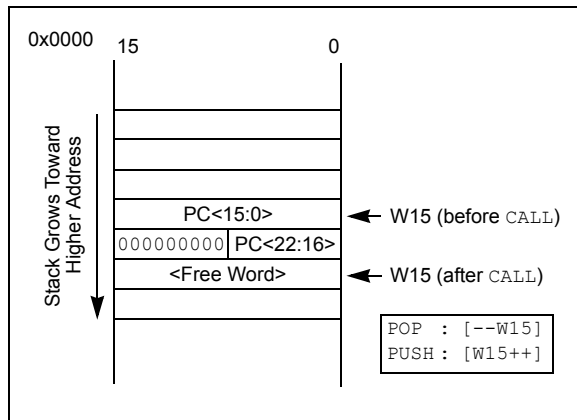 0x0000
15 0
Stack Grows Toward
Higher Address
PC<15:0>
W15 (before CALL)
000000000 PC<22:16>
<Free Word>
W15 (after CALL)
POP : [--W15]
PUSH : [W15++]